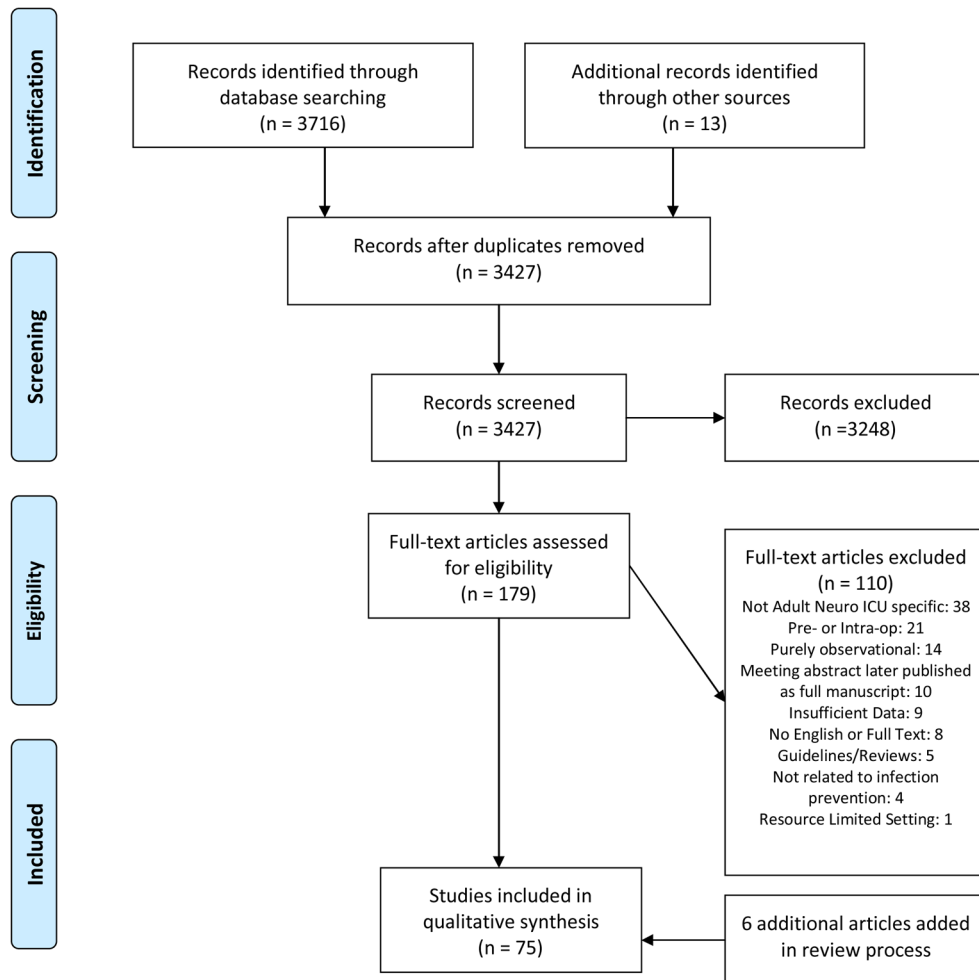 Identification
Records identified through
database searching
(n = 3716)
Additional records identified
through other sources
(n = 13)
Records after duplicates removed
(n = 3427)
Screening
Records screened
(n = 3427)
Records excluded
(n =3248)
Eligibility
Full-text articles assessed
for eligibility
(n = 179)
Full-text articles excluded
(n = 110)
Not Adult Neuro ICU specific: 38
Pre- or Intra-op: 21
Purely observational: 14
Meeting abstract later published
as full manuscript: 10
Insufficient Data: 9
No English or Full Text: 8
Guidelines/Reviews: 5
Not related to infection
prevention: 4
Resource Limited Setting: 1
Included
Studies included in
qualitative synthesis
(n = 75)
6 additional articles added
in review process